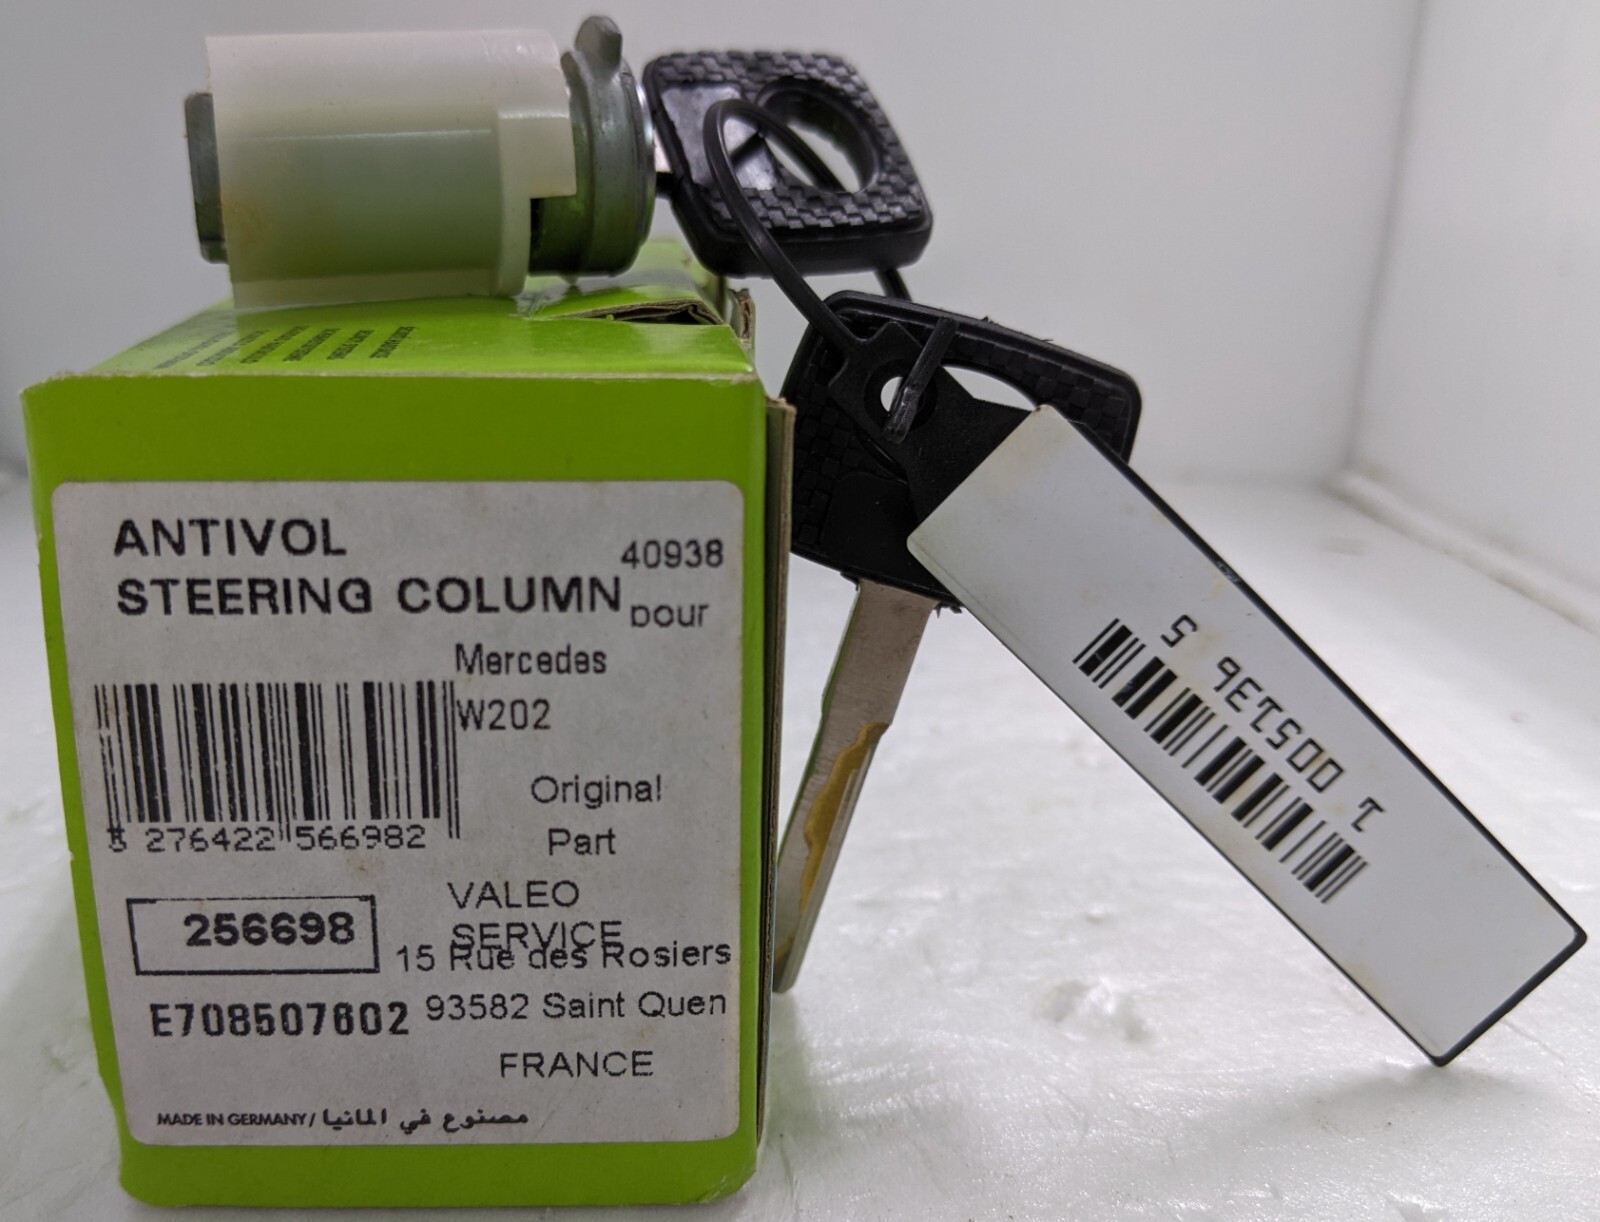 ANTIVOL
40938
STEERING COLUMN
pour
Mercedes
W202
Original
Part
276422 566982
VALEO
SERVICE
256698
15 Rue des Rosiers
E708507602
93582 Saint Quen
FRANCE
MADE IN GERMANY / مصنوع في المانيا
1 005136 5